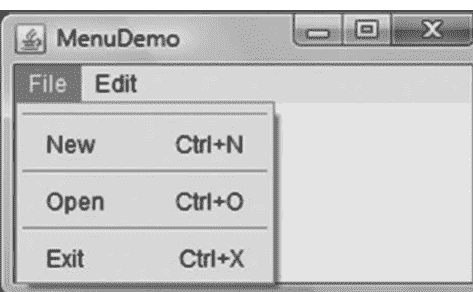 MenuDemo
File Edit
New Ctrl+N
Open Ctrl+O
Exit Ctrl+X